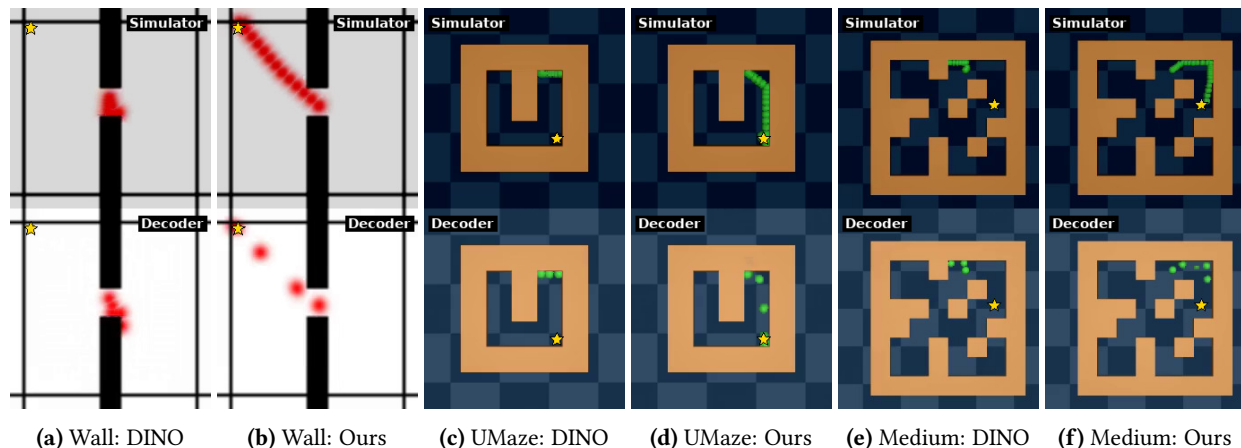 Simulator Simulator Simulator Simulator Simulator Simulator
Decoder Decoder Decoder Decoder Decoder Decoder
(a) Wall: DINO (b) Wall: Ours (c) UMaze: DINO (d) UMaze: Ours (e) Medium: DINO (f) Medium: Ours